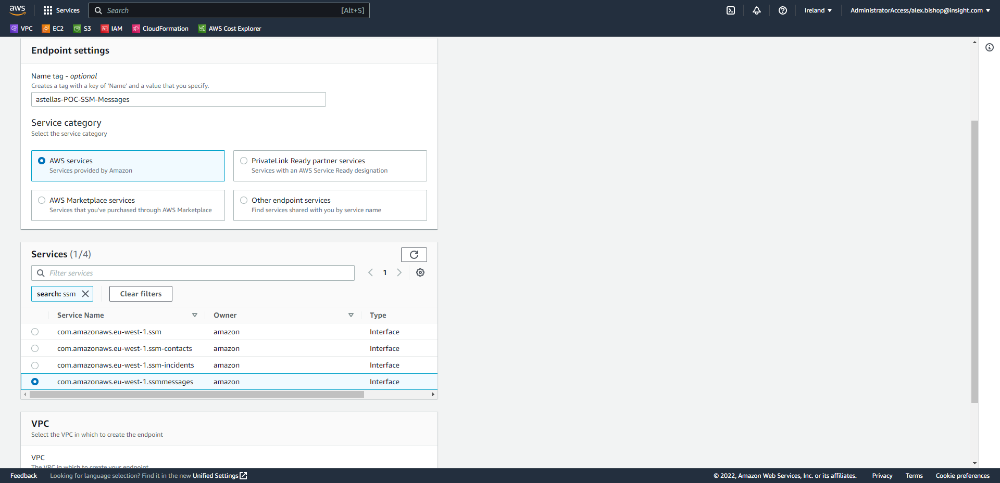 aws
Services
Search
[Alt+S]
Ireland ▼
AdministratorAccess/alex.bishop@insight.com ▼
VPC
EC2
S3
IAM
CloudFormation
AWS Cost Explorer
Endpoint settings
Name tag - optional
Creates a tag with a key of 'Name' and a value that you specify.
astellas-POC-SSM-Messages
Service category
Select the service category
AWS services
Services provided by Amazon
PrivateLink Ready partner services
Services with an AWS Service Ready designation
AWS Marketplace services
Services that you've purchased through AWS Marketplace
Other endpoint services
Find services shared with you by service name
Services (1/4)
Filter services
1
search: ssm
Clear filters
Service Name
Owner
Type
com.amazonaws.eu-west-1.ssm
amazon
Interface
com.amazonaws.eu-west-1.ssm-contacts
amazon
Interface
com.amazonaws.eu-west-1.ssm-incidents
amazon
Interface
com.amazonaws.eu-west-1.ssmmessages
amazon
Interface
VPC
Select the VPC in which to create the endpoint
VPC
The VPC in which to create your endpoint
Feedback
Looking for language selection? Find it in the new Unified Settings
© 2022, Amazon Web Services, Inc. or its affiliates.
Privacy
Terms
Cookie preferences